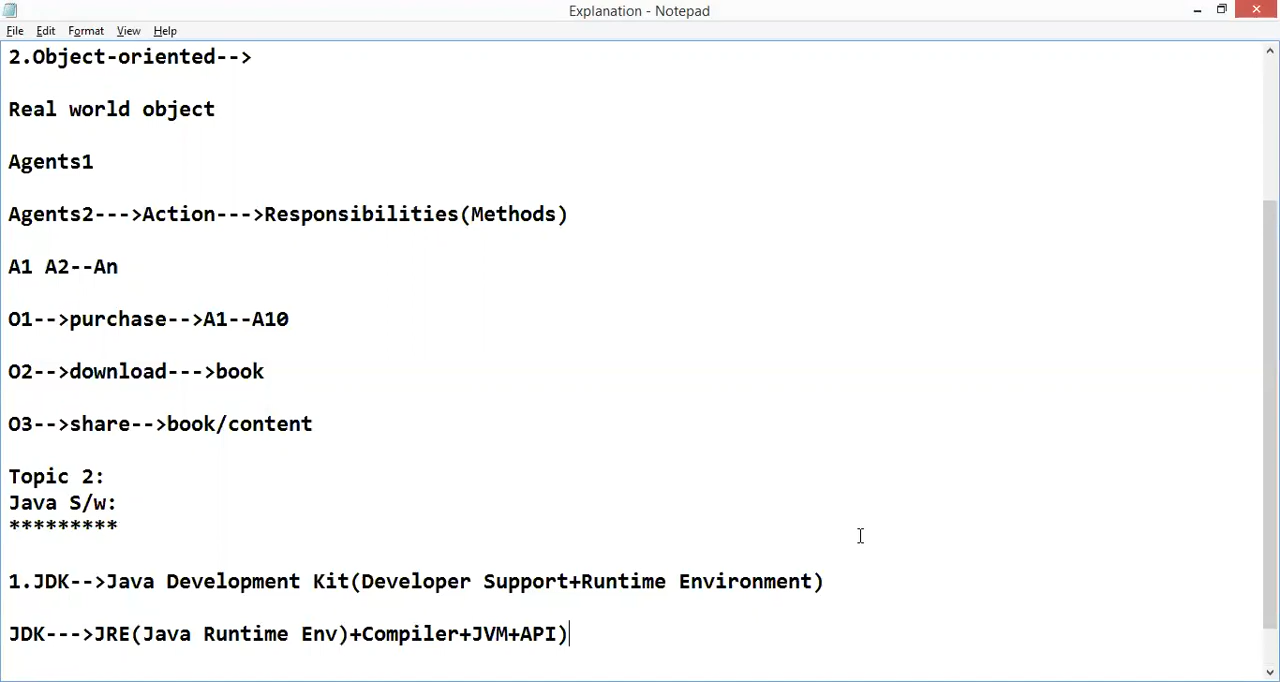 Explanation - Notepad
File Edit Format View Help
2.Object-oriented-->
Real world object
Agents1
Agents2--->Action--->Responsibilities(Methods)
A1 A2--An
O1-->purchase-->A1--A10
O2-->download--->book
O3-->share-->book/content
Topic 2:
Java S/w:
*********
1.JDK-->Java Development Kit(Developer Support+Runtime Environment)
JDK--->JRE(Java Runtime Env)+Compiler+JVM+API)